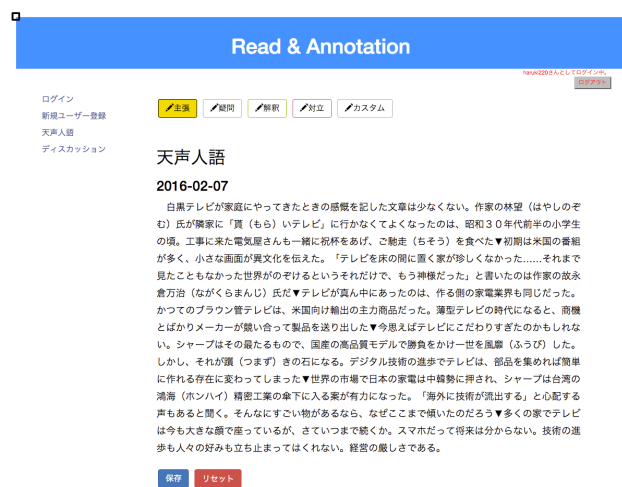 Read & Annotation
haruki220さんとしてログイン中。
ログアウト
ログイン
新規ユーザー登録
天声人語
ディスカッション
主張 疑問 解釈 対立 カスタム
天声人語
2016-02-07
白黒テレビが家庭にやってきたときの感慨を記した文章は少なくない。作家の林望（はやしのぞ
む）氏が隣家に「貰（もら）いテレビ」に行かなくてよくなったのは、昭和３０年代前半の小学生
の頃。工事に来た電気屋さんも一緒に祝杯をあげ、ご馳走（ちそう）を食べた▼初期は米国の番組
が多く、小さな画面が異文化を伝えた。「テレビを床の間に置く家が珍しくなかった……それまで
見たこともなかった世界がのぞけるというそれだけで、もう神様だった」と書いたのは作家の故永
倉万治（ながくらまんじ）氏だ▼テレビが真ん中にあったのは、作る側の家電業界も同じだった。
かつてのブラウン管テレビは、米国向け輸出の主力商品だった。薄型テレビの時代になると、商機
とばかりメーカーが競い合って製品を送り出した▼今思えばテレビにこだわりすぎたのかもしれな
い。シャープはその最たるもので、国産の高品質モデルで勝負をかけ一世を風靡（ふうび）した。
しかし、それが躓（つまず）きの石になる。デジタル技術の進歩でテレビは、部品を集めれば簡単
に作れる存在に変わってしまった▼世界の市場で日本の家電は中韓勢に押され、シャープは台湾の
鴻海（ホンハイ）精密工業の傘下に入る案が有力になった。「海外に技術が流出する」と心配する
声もあると聞く。そんなにすごい物があるなら、なぜここまで傾いたのだろう▼多くの家でテレビ
は今も大きな顔で座っているが、さていつまで続くか。スマホだって将来は分からない。技術の進
歩も人々の好みも立ち止まってはくれない。経営の厳しさである。
保存 リセット